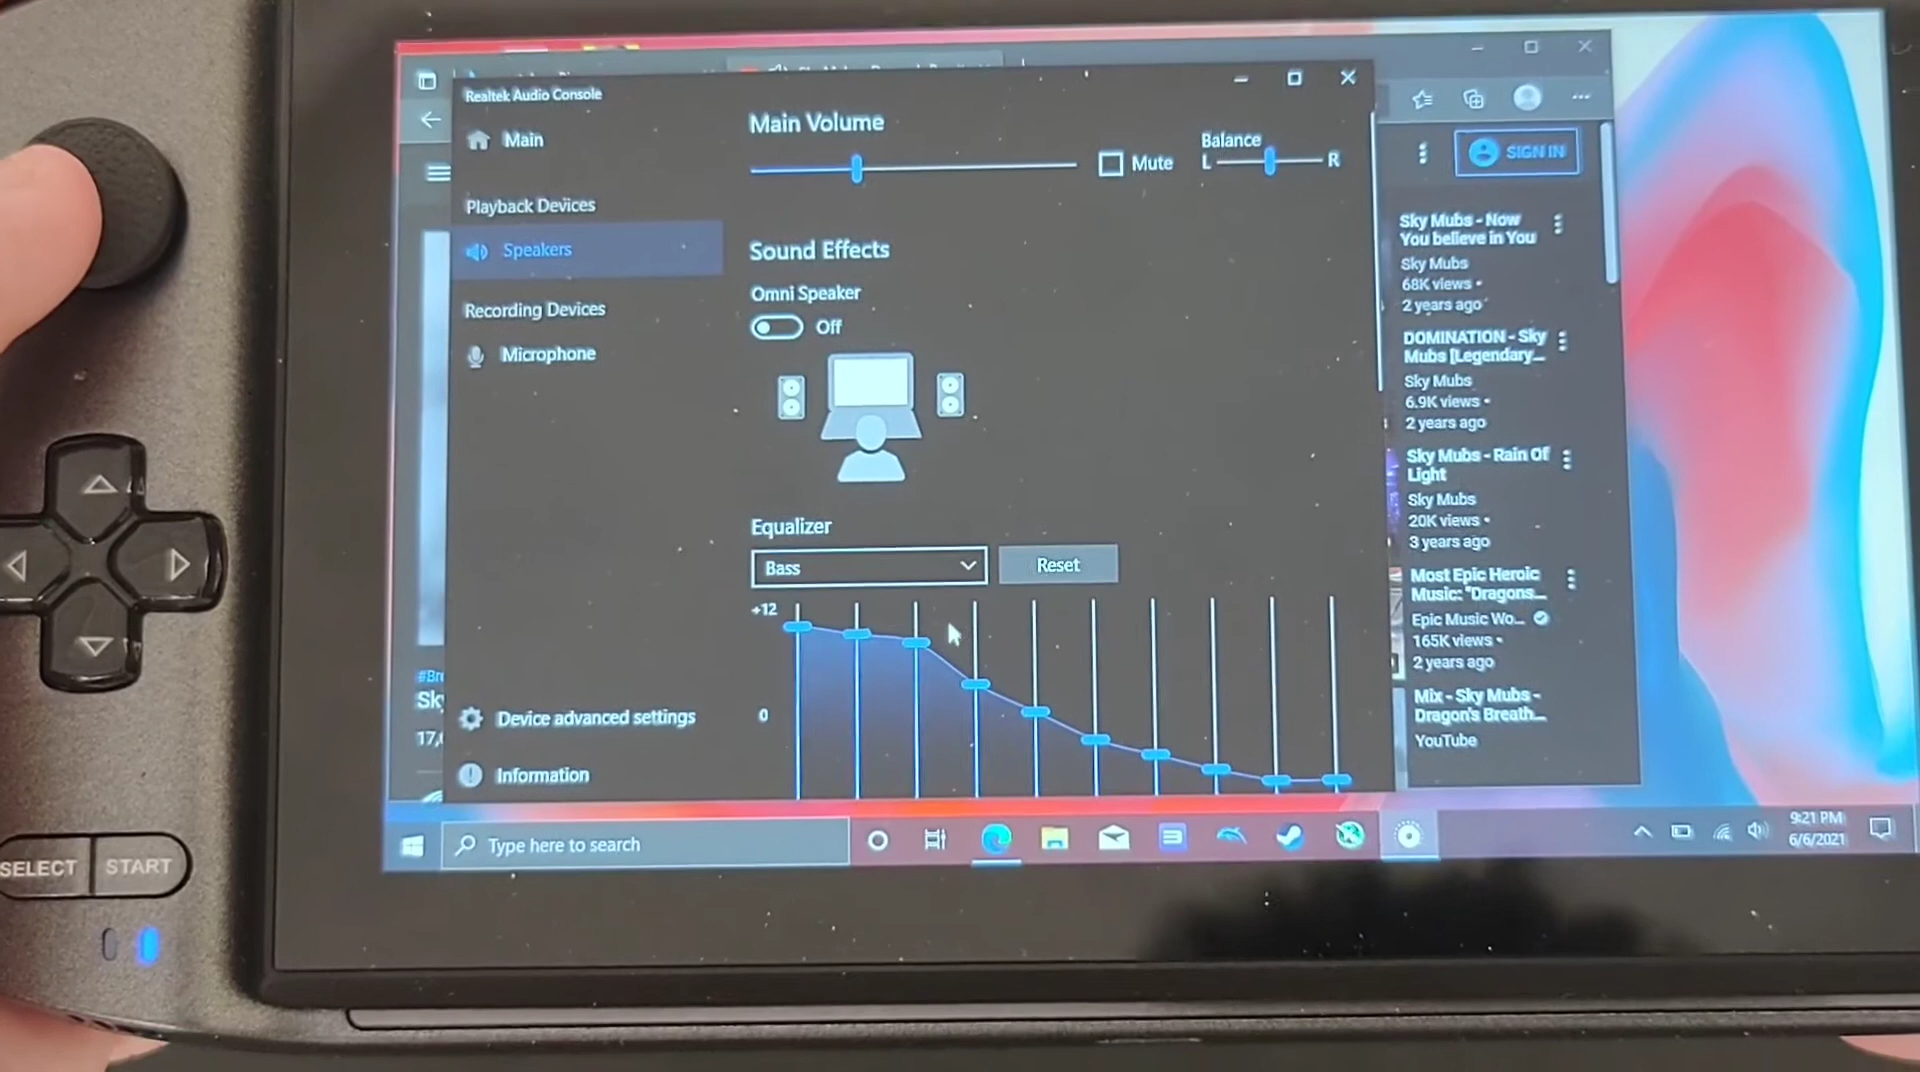 Realtek Audio Console
Main
Playback Devices
Speakers
Recording Devices
Microphone
Device advanced settings
Information
Main Volume
Mute
Balance
L
R
Sound Effects
Omni Speaker
Off
Equalizer
Bass
Reset
+12
0
SIGN IN
Sky Mubs - Now
You believe in You
Sky Mubs
68K views •
2 years ago
DOMINATION - Sky
Mubs [Legendary...
Sky Mubs
6.9K views •
2 years ago
Sky Mubs - Rain Of
Light
Sky Mubs
20K views •
3 years ago
Most Epic Heroic
Music: "Dragons...
Epic Music Wo...
165K views •
2 years ago
Mix - Sky Mubs -
Dragon's Breath...
YouTube
#Bre
Sky
17,
Type here to search
9:21 PM
6/6/2021
SELECT
START